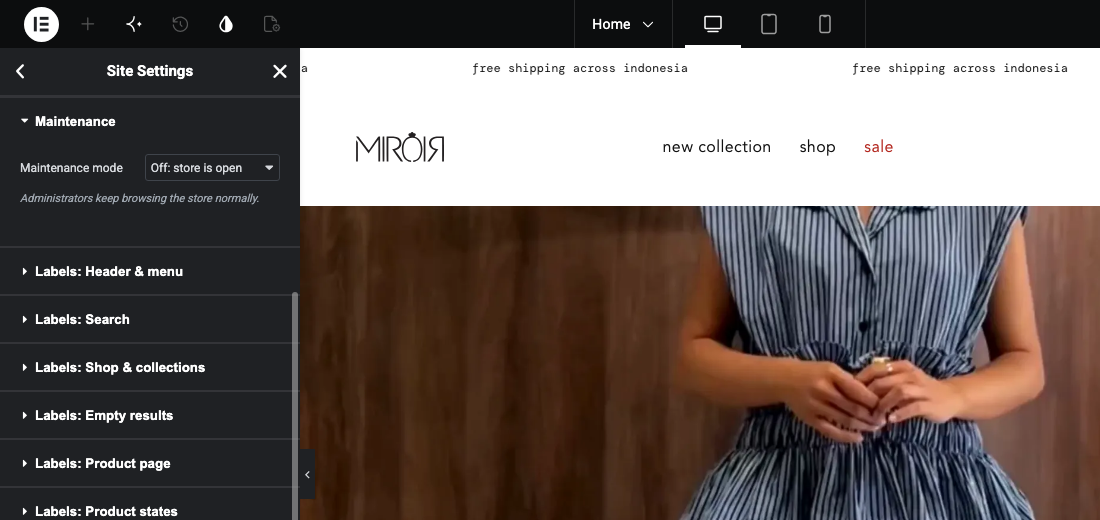 Home
Site Settings
a
free shipping across indonesia
free shipping across indonesia
Maintenance
Maintenance mode
Off: store is open
Administrators keep browsing the store normally.
MIROIR
new collection
shop
sale
Labels: Header & menu
Labels: Search
Labels: Shop & collections
Labels: Empty results
Labels: Product page
Labels: Product states